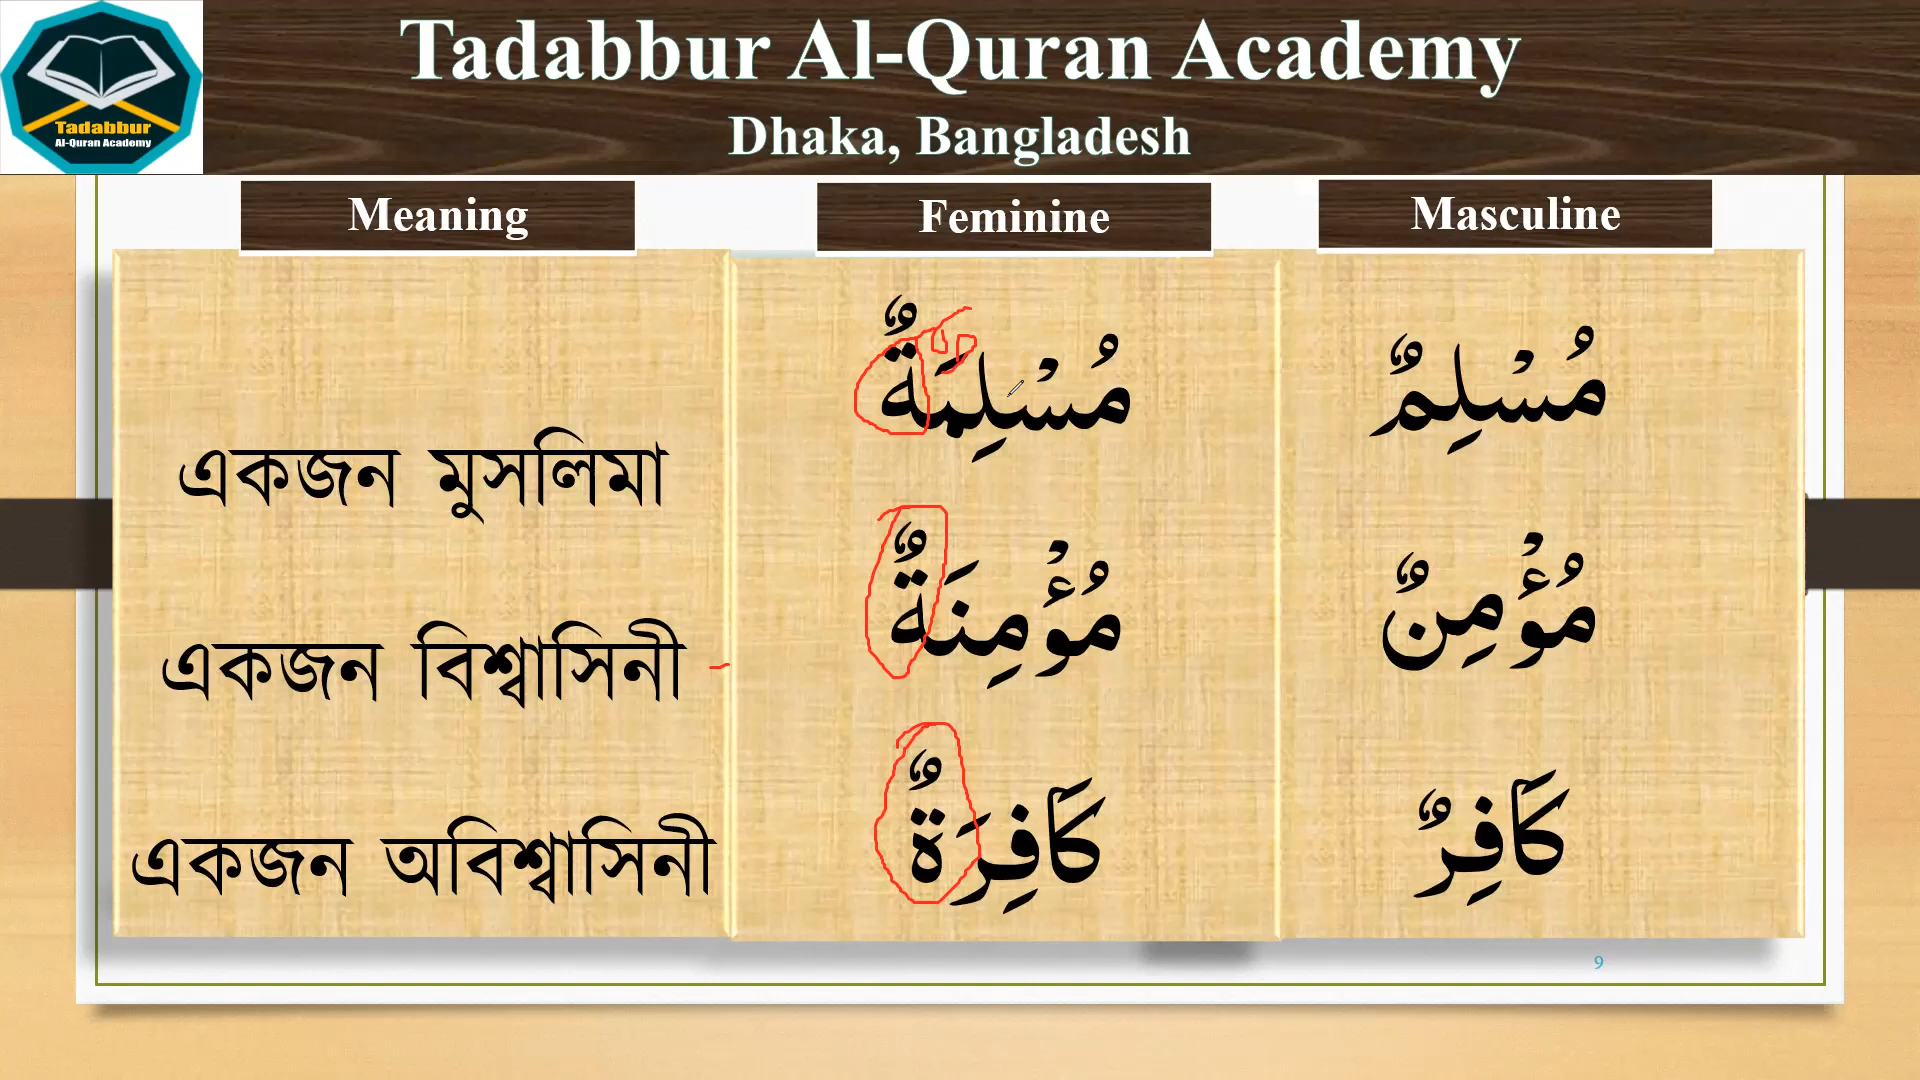 Tadabbur Al-Quran Academy
Dhaka, Bangladesh
Tadabbur
Al-Quran Academy
Meaning
Feminine
Masculine
একজন মুসলিমা
مُسْلِمَةٌ
مُسْلِمٌ
একজন বিশ্বাসিনী
مُؤْمِنَةٌ
مُؤْمِنٌ
একজন অবিশ্বাসিনী
كَافِرَةٌ
كَافِرٌ
9